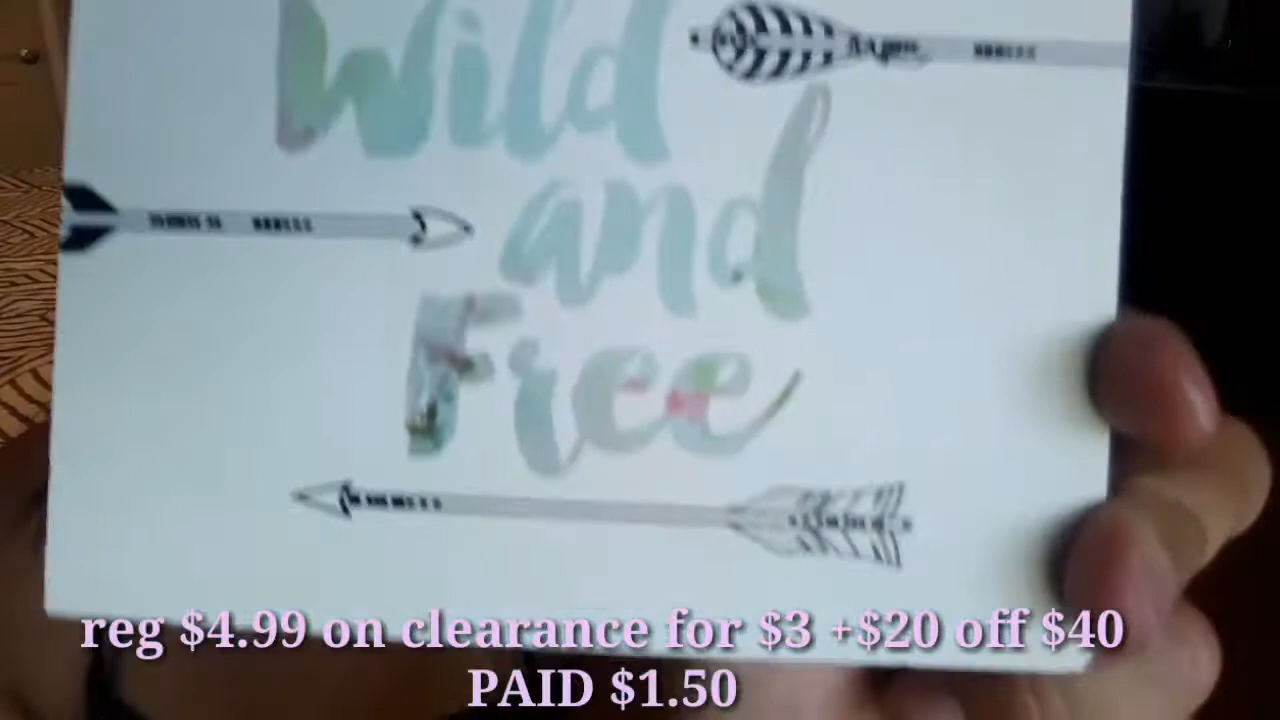 Wild
and
Free
reg $4.99 on clearance for $3 +$20 off $40
PAID $1.50